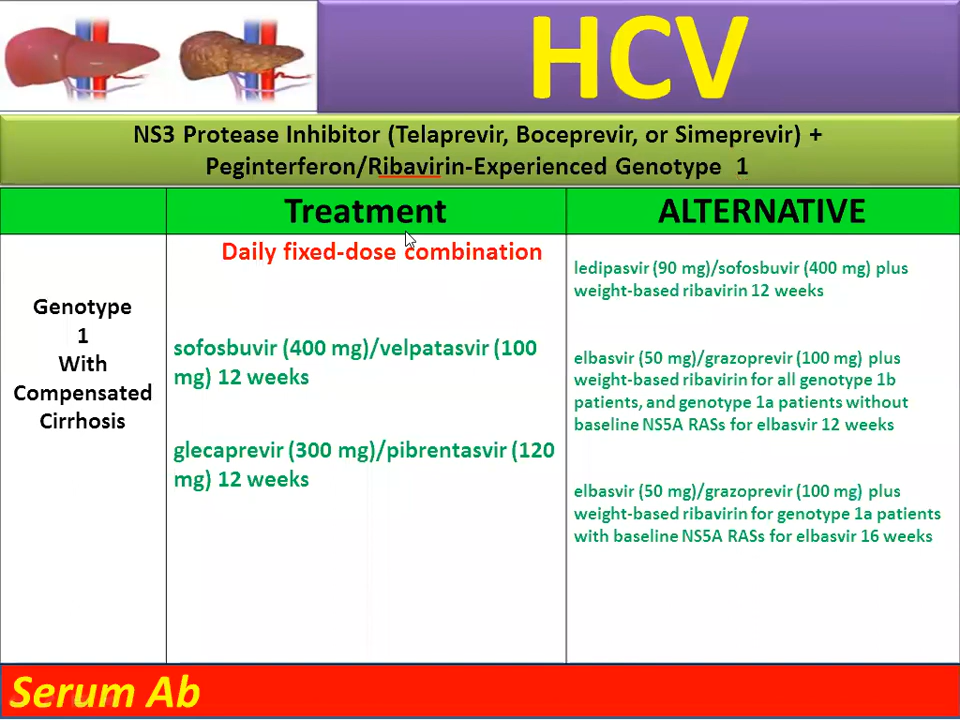 HCV
NS3 Protease Inhibitor (Telaprevir, Boceprevir, or Simeprevir) +
Peginterferon/Ribavirin-Experienced Genotype 1
Treatment
ALTERNATIVE
Genotype
1
With
Compensated
Cirrhosis
Daily fixed-dose combination
sofosbuvir (400 mg)/velpatasvir (100
mg) 12 weeks
glecaprevir (300 mg)/pibrentasvir (120
mg) 12 weeks
ledipasvir (90 mg)/sofosbuvir (400 mg) plus
weight-based ribavirin 12 weeks
elbasvir (50 mg)/grazoprevir (100 mg) plus
weight-based ribavirin for all genotype 1b
patients, and genotype 1a patients without
baseline NS5A RASs for elbasvir 12 weeks
elbasvir (50 mg)/grazoprevir (100 mg) plus
weight-based ribavirin for genotype 1a patients
with baseline NS5A RASs for elbasvir 16 weeks
Serum Ab